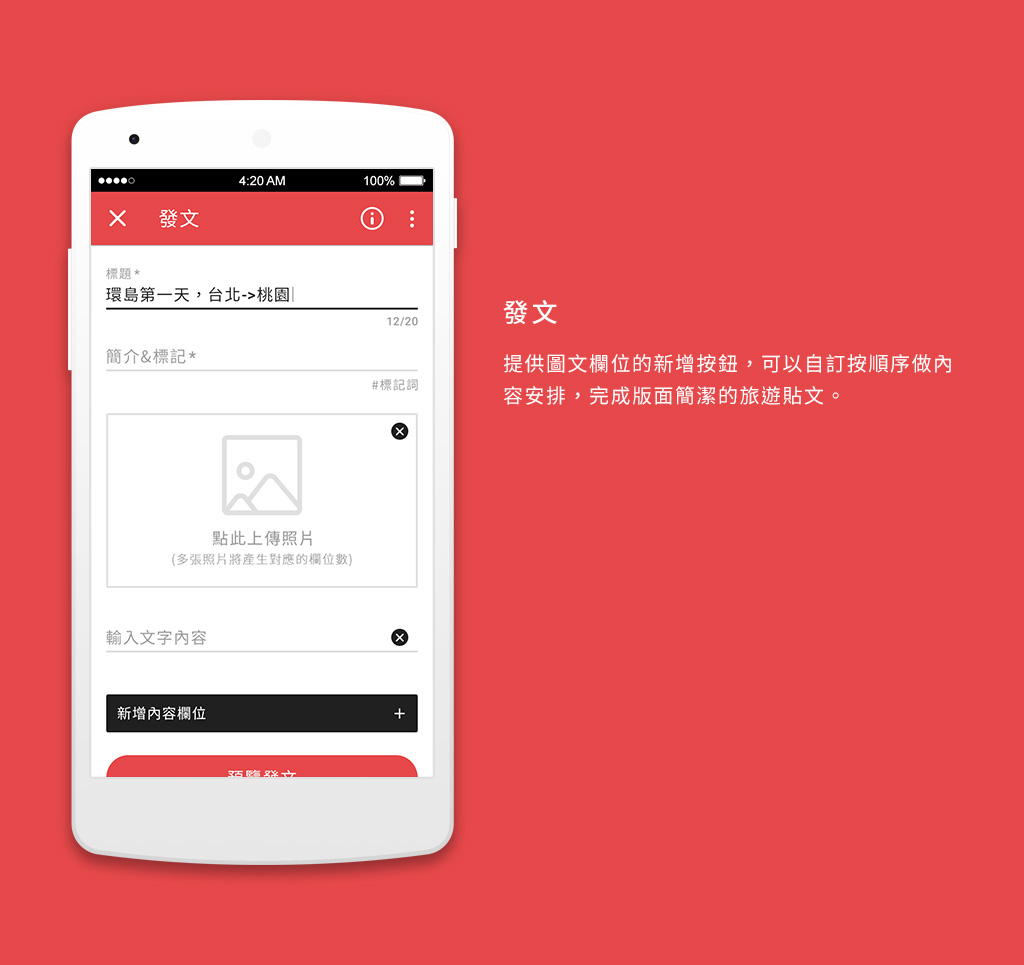 4:20 AM 100%
發文
標題*
環島第一天，台北->桃園
12/20
簡介&標記*
#標記詞
點此上傳照片
(多張照片將產生對應的欄位數)
輸入文字內容
新增內容欄位 +
預覽發文
發文
提供圖文欄位的新增按鈕，可以自訂按順序做內
容安排，完成版面簡潔的旅遊貼文。